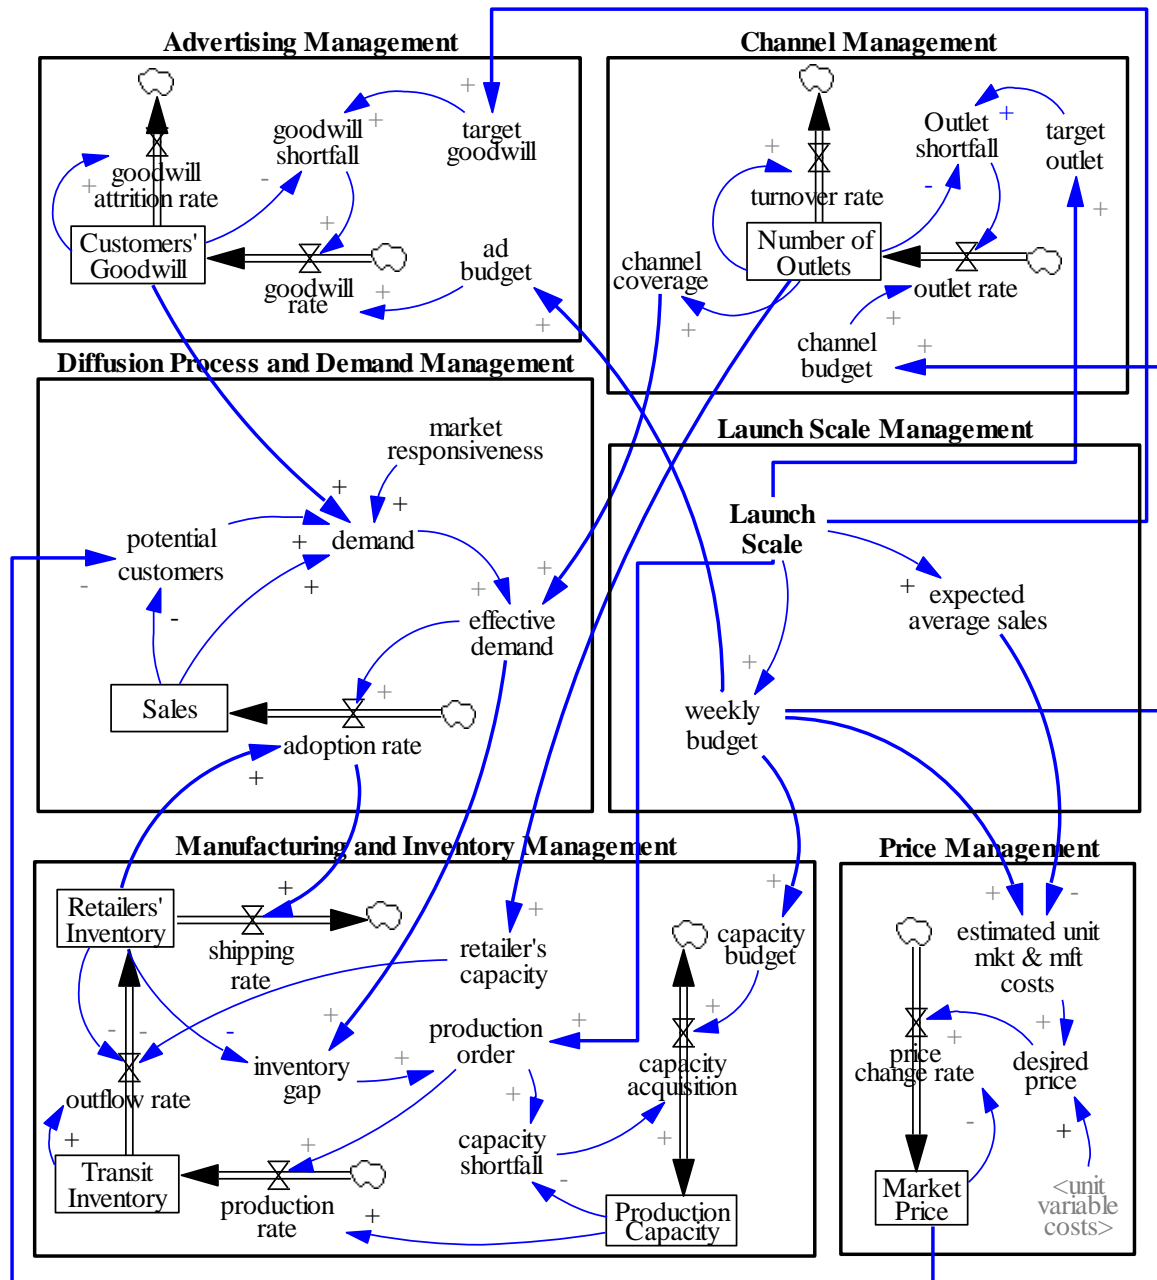 Advertising Management
goodwill
shortfall
target
goodwill
goodwill
attrition rate
Customers'
Goodwill
goodwill
rate
ad
budget
+
+
+
-
+
+
+
Channel Management
Outlet
shortfall
target
outlet
turnover rate
Number of
Outlets
channel
coverage
outlet rate
channel
budget
+
+
+
-
+
+
+
+
Diffusion Process and Demand Management
market
responsiveness
potential
customers
demand
effective
demand
Sales
adoption rate
+
+
+
+
-
-
+
+
+
+
Launch Scale Management
Launch
Scale
expected
average sales
weekly
budget
+
+
Manufacturing and Inventory Management
Retailers'
Inventory
shipping
rate
retailer's
capacity
capacity
budget
production
order
inventory
gap
capacity
acquisition
outflow rate
capacity
shortfall
Transit
Inventory
production
rate
Production
Capacity
+
+
+
-
-
-
+
+
+
+
+
+
+
-
+
+
Price Management
estimated unit
mkt & mft
costs
price
change rate
desired
price
Market
Price
<unit
variable
costs>
+
-
+
+
-
+